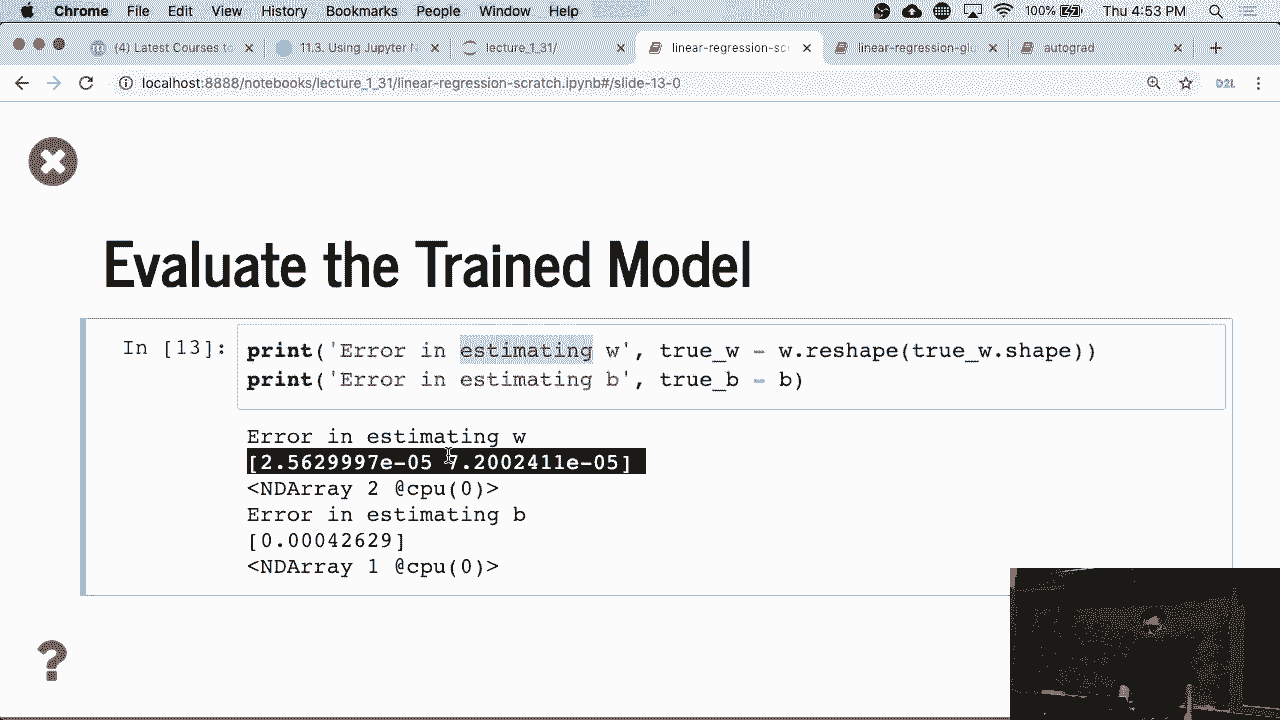 Chrome File Edit View History Bookmarks People Window Help 100% Thu 4:53 PM
(4) Latest Courses to 11.3. Using Jupyter N lecture_1_31/ linear-regression-sc linear-regression-glu autograd
localhost:8888/notebooks/lecture_1_31/linear-regression-scratch.ipynb#/slide-13-0
Evaluate the Trained Model
In [13]: print('Error in estimating w', true_w - w.reshape(true_w.shape))
print('Error in estimating b', true_b - b)
Error in estimating w
[2.5629997e-05 7.2002411e-05]
<NDArray 2 @cpu(0)>
Error in estimating b
[0.00042629]
<NDArray 1 @cpu(0)>
?